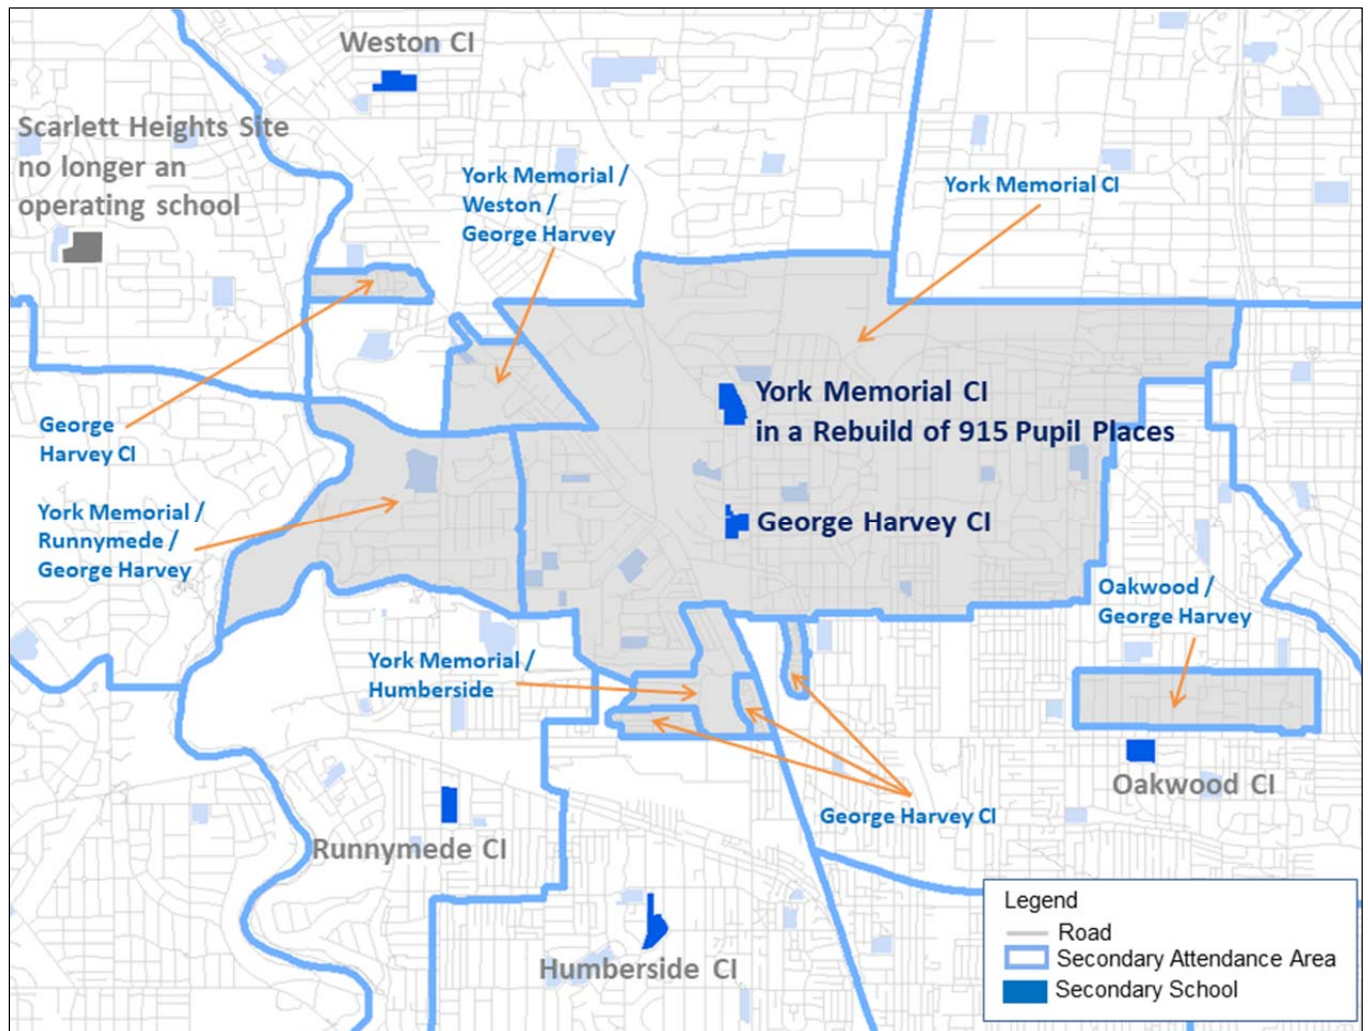 Weston CI
Scarlett Heights Site
no longer an
operating school
York Memorial /
Weston /
George Harvey
York Memorial CI
George
Harvey CI
York Memorial CI
in a Rebuild of 915 Pupil Places
York Memorial /
Runnymede /
George Harvey
George Harvey CI
Oakwood /
George Harvey
York Memorial /
Humberside
George Harvey CI
Oakwood CI
Runnymede CI
Humberside CI
Legend
Road
Secondary Attendance Area
Secondary School